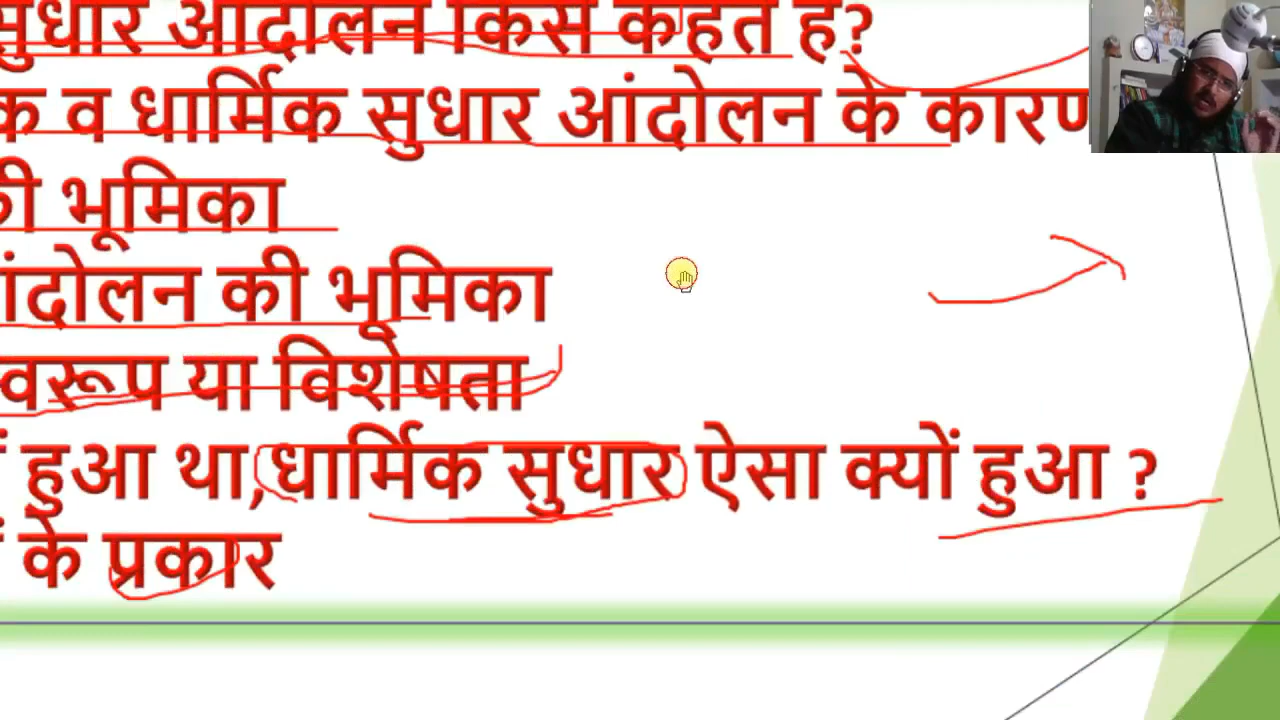 सुधार आंदोलन किसे कहते है?
क व धार्मिक सुधार आंदोलन के कारण
की भूमिका
आंदोलन की भूमिका
स्वरूप या विशेषता
हुआ था,धार्मिक सुधार ऐसा क्यों हुआ ?
के प्रकार